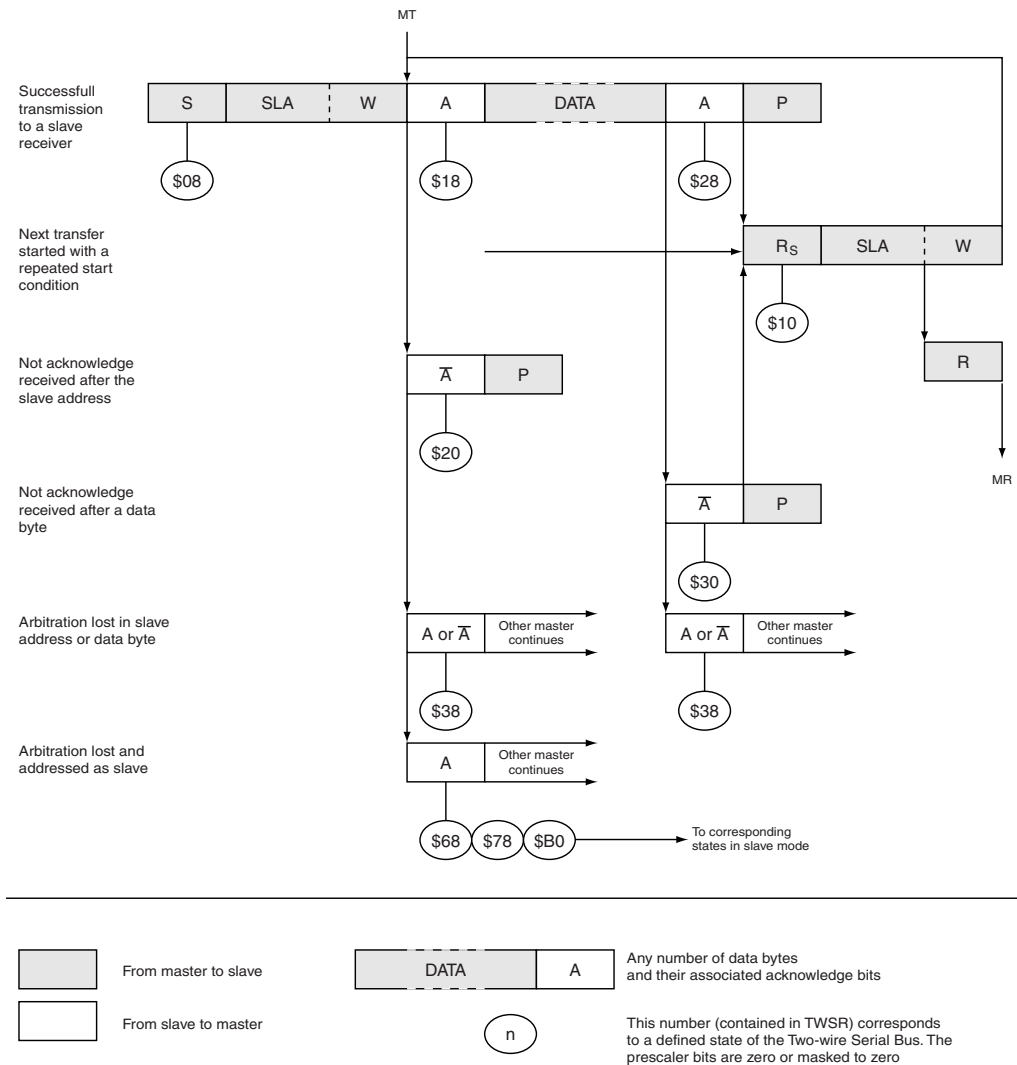 MT
Successfull
transmission
to a slave
receiver
S SLA W A DATA A P
$08 $18 $28
Next transfer
started with a
repeated start
condition
RS SLA W
$10
Not acknowledge
received after the
slave address
A̅ P
R
$20
MR
Not acknowledge
received after a data
byte
A̅ P
$30
Arbitration lost in slave
address or data byte
A or A̅ Other master
continues
A or A̅ Other master
continues
$38 $38
Arbitration lost and
addressed as slave
A Other master
continues
$68 $78 $B0 To corresponding
states in slave mode
From master to slave
DATA A Any number of data bytes
and their associated acknowledge bits
From slave to master
n This number (contained in TWSR) corresponds
to a defined state of the Two-wire Serial Bus. The
prescaler bits are zero or masked to zero